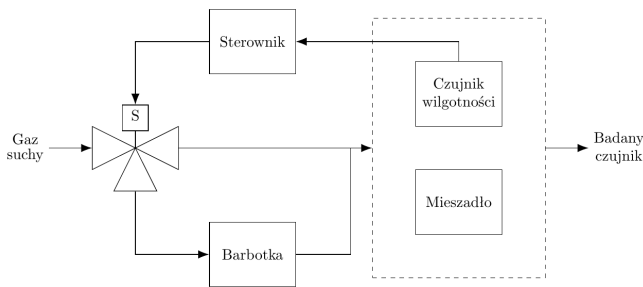 Sterownik
Czujnik
wilgotności
S
Gaz
suchy
Badany
czujnik
Mieszadło
Barbotka